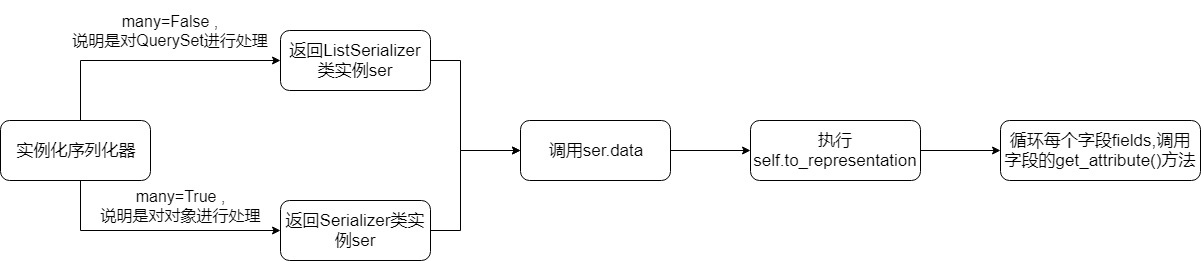 many=False ,
说明是对QuerySet进行处理
返回ListSerializer
类实例ser
实例化序列化器
many=True ,
说明是对对象进行处理
返回Serializer类实
例ser
调用ser.data
执行
self.to_representation
循环每个字段fields,调用
字段的get_attribute()方法